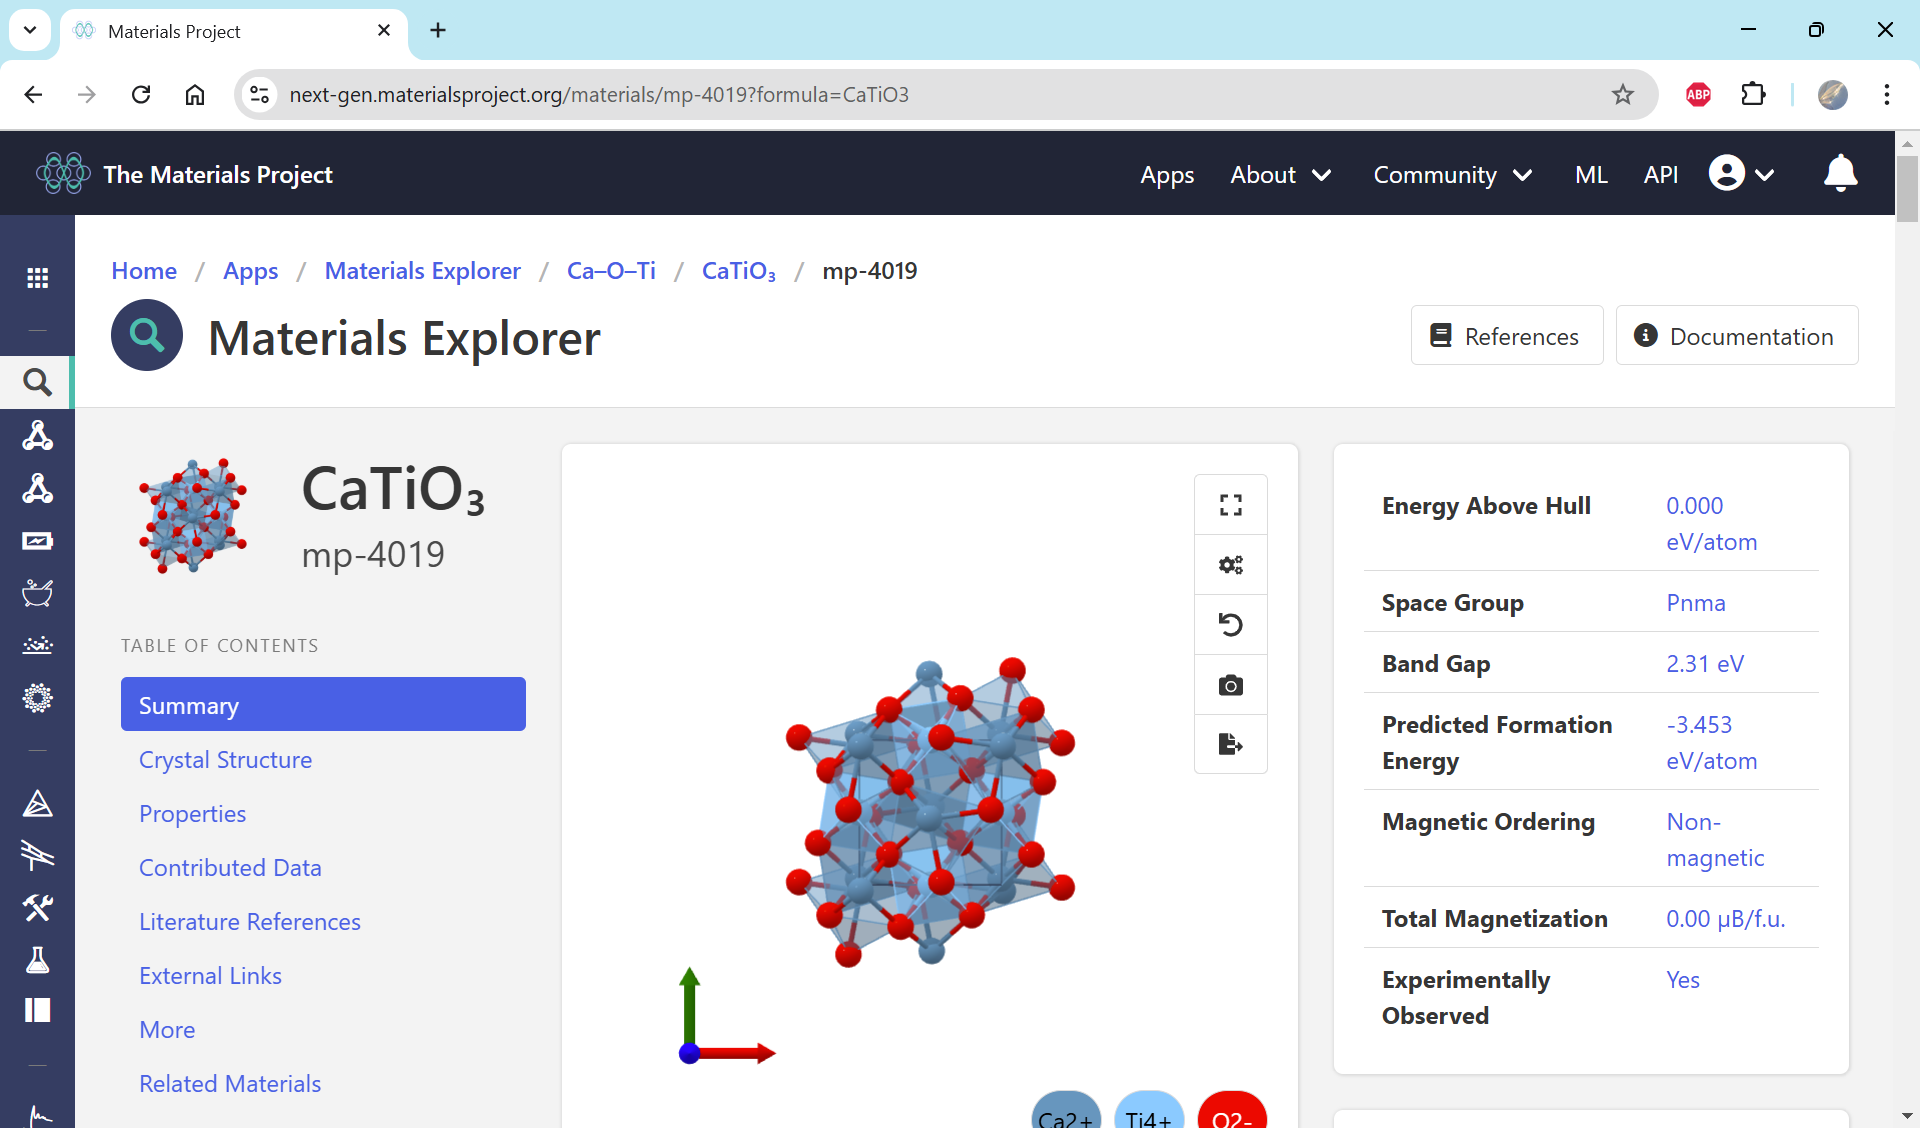 Materials Project
next-gen.materialsproject.org/materials/mp-4019?formula=CaTiO3
ABP
The Materials Project
Apps
About
Community
ML
API
Home / Apps / Materials Explorer / Ca–O–Ti / CaTiO₃ / mp-4019
Materials Explorer
References
Documentation
CaTiO₃
mp-4019
TABLE OF CONTENTS
Summary
Crystal Structure
Properties
Contributed Data
Literature References
External Links
More
Related Materials
Ca2+
Ti4+
O2-
Energy Above Hull
0.000
eV/atom
Space Group
Pnma
Band Gap
2.31 eV
Predicted Formation
Energy
-3.453
eV/atom
Magnetic Ordering
Non-
magnetic
Total Magnetization
0.00 µB/f.u.
Experimentally
Observed
Yes